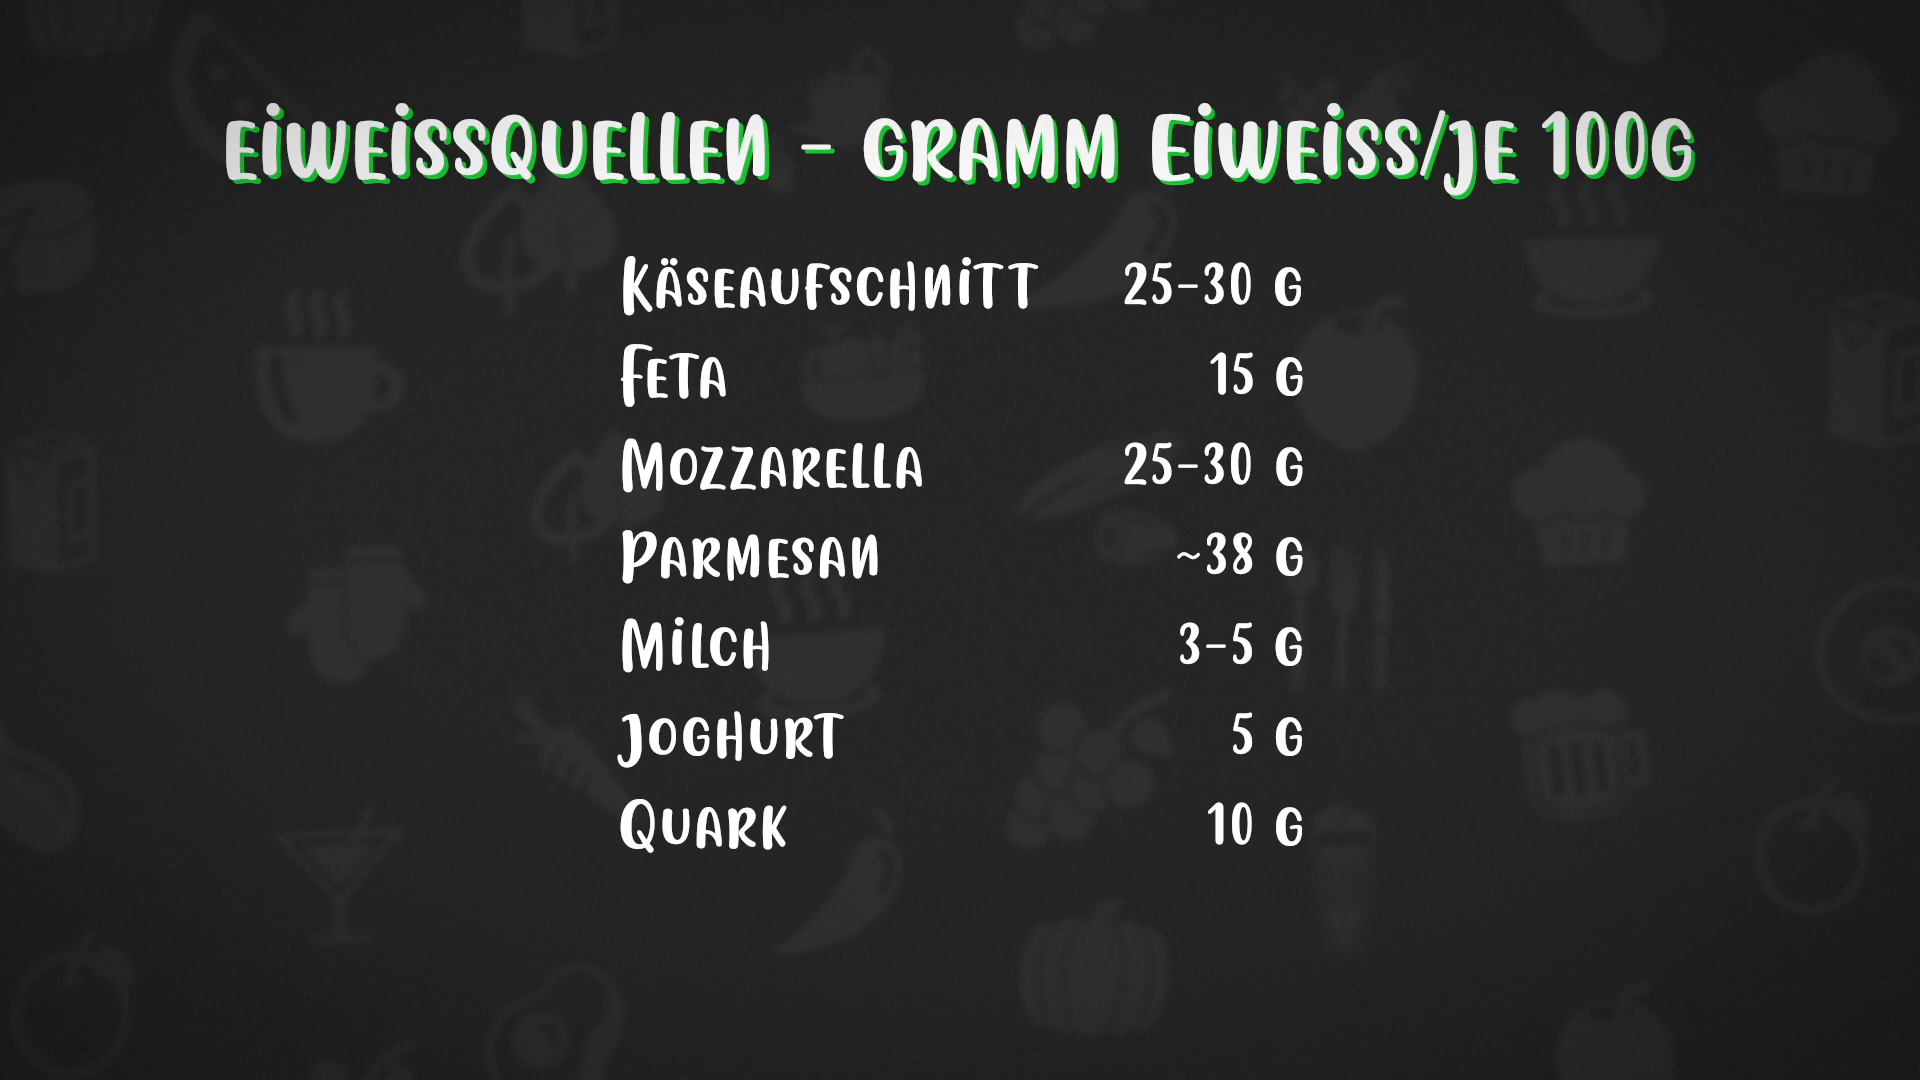 Eiweissquellen - Gramm Eiweiss/je 100g
Käseaufschnitt 25-30 g
Feta 15 g
Mozzarella 25-30 g
Parmesan ~38 g
Milch 3-5 g
Joghurt 5 g
Quark 10 g